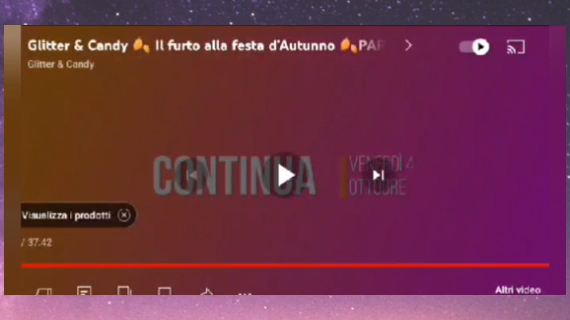 Glitter & Candy 🍂 Il furto alla festa d'Autunno 🍂PAR
Glitter & Candy
CONTINUA
VENERDÌ 4
OTTOBRE
Visualizza i prodotti
/ 37.42
Altri video